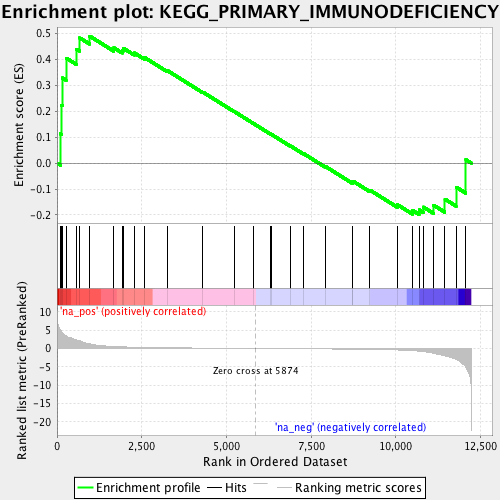 Enrichment plot: KEGG_PRIMARY_IMMUNODEFICIENCY
Enrichment score (ES)
0.5
0.4
0.3
0.2
0.1
0.0
-0.1
-0.2
'na_pos' (positively correlated)
Ranked list metric (PreRanked)
10
5
0
-5
-10
-15
-20
Zero cross at 5874
'na_neg' (negatively correlated)
0 2,500 5,000 7,500 10,000 12,500
Rank in Ordered Dataset
Enrichment profile Hits Ranking metric scores